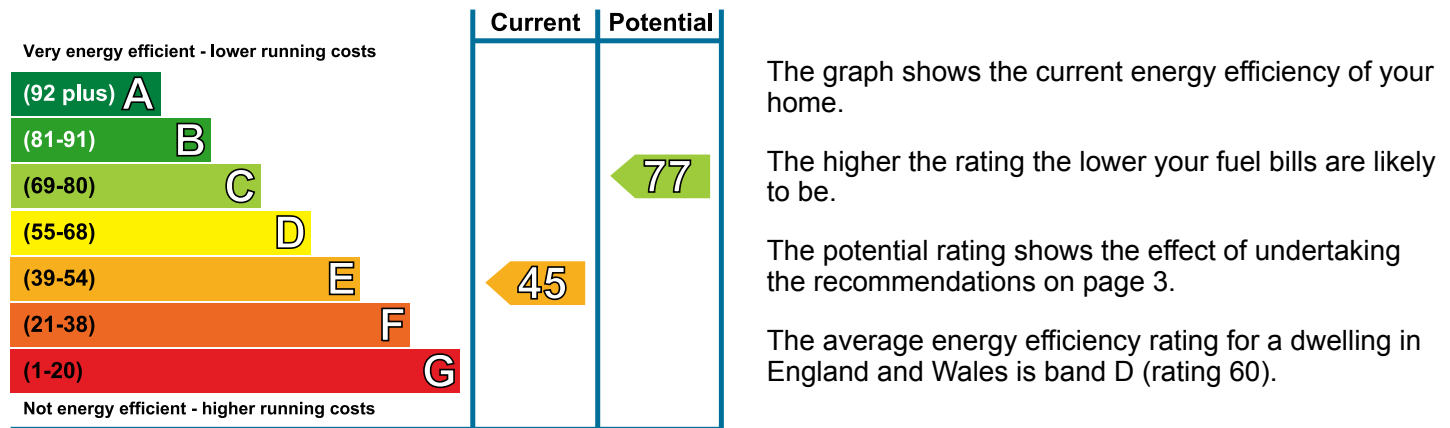 Current Potential
Very energy efficient - lower running costs
(92 plus) A
(81-91) B
(69-80) C
77
(55-68) D
(39-54) E
45
(21-38) F
(1-20) G
Not energy efficient - higher running costs
The graph shows the current energy efficiency of your
home.
The higher the rating the lower your fuel bills are likely
to be.
The potential rating shows the effect of undertaking
the recommendations on page 3.
The average energy efficiency rating for a dwelling in
England and Wales is band D (rating 60).